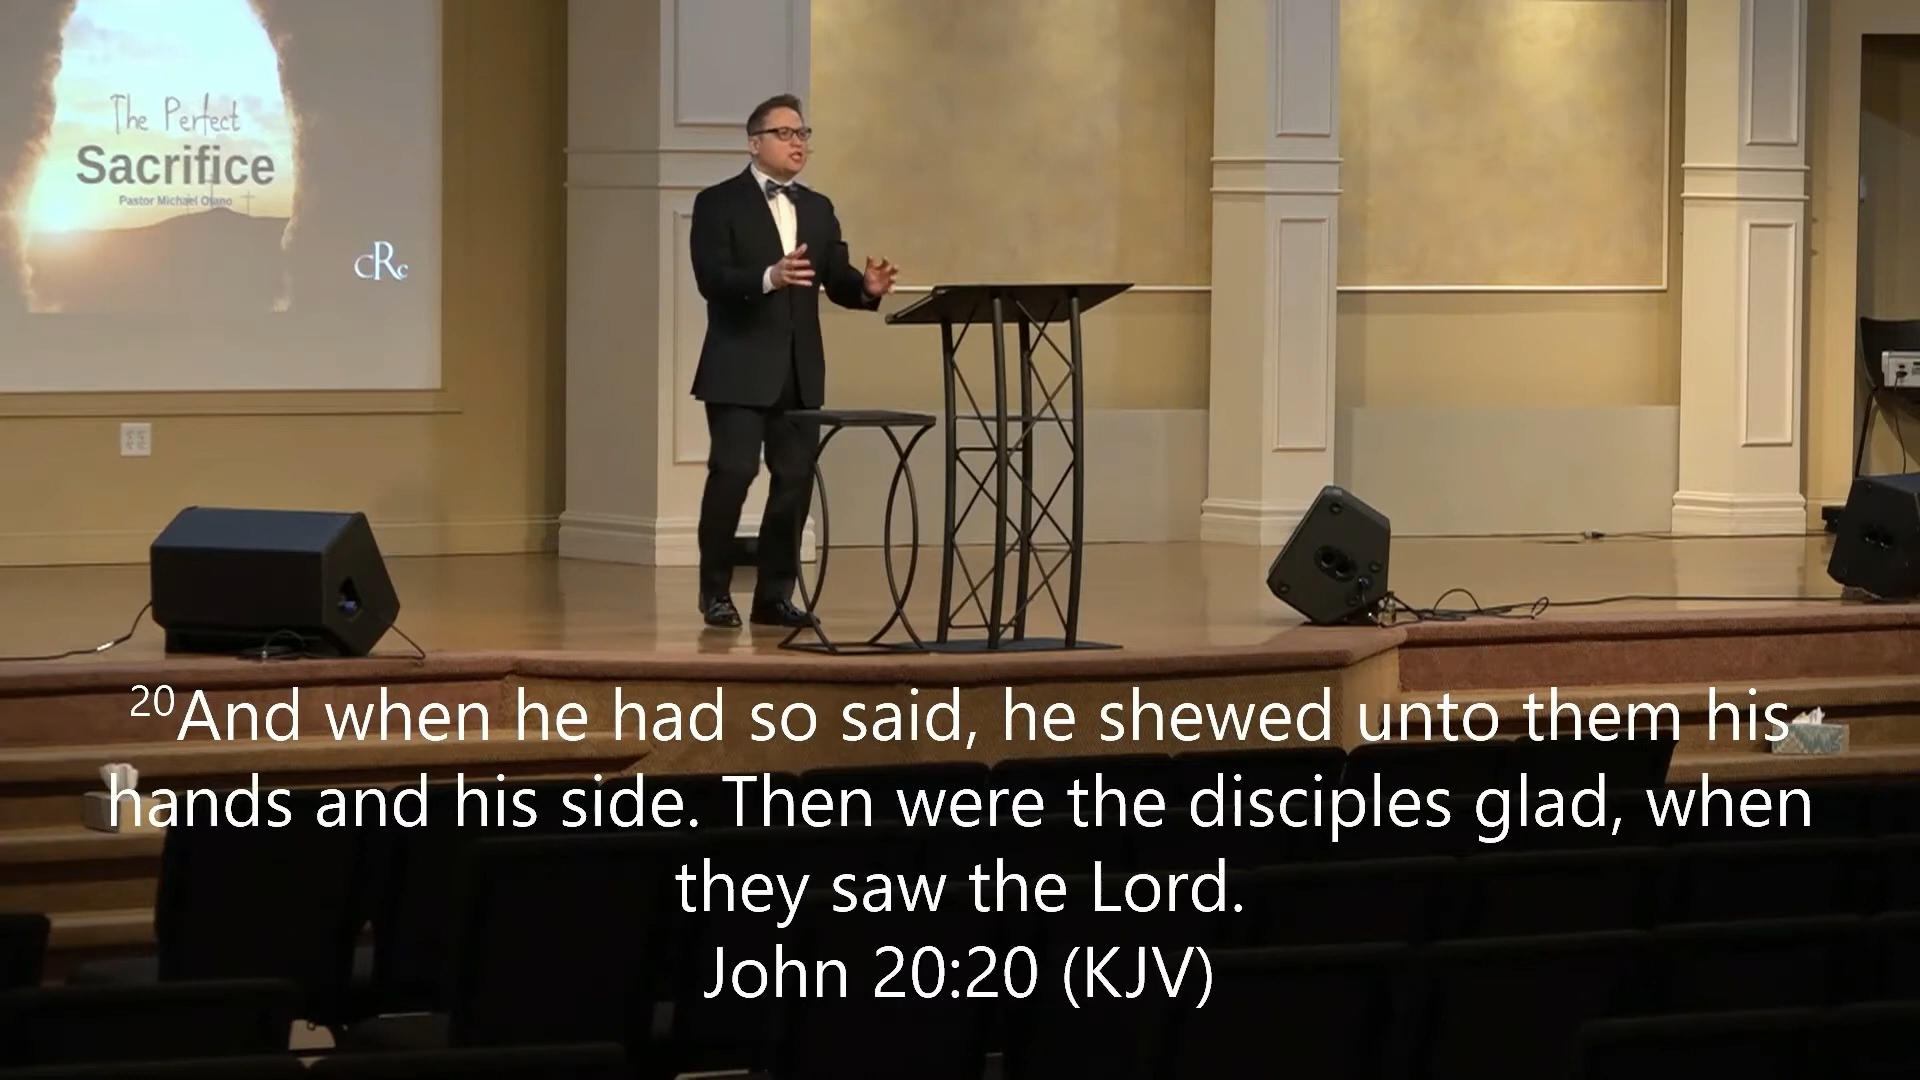 The Perfect
Sacrifice
Pastor Michael Otano
cRc
20And when he had so said, he shewed unto them his
hands and his side. Then were the disciples glad, when
they saw the Lord.
John 20:20 (KJV)